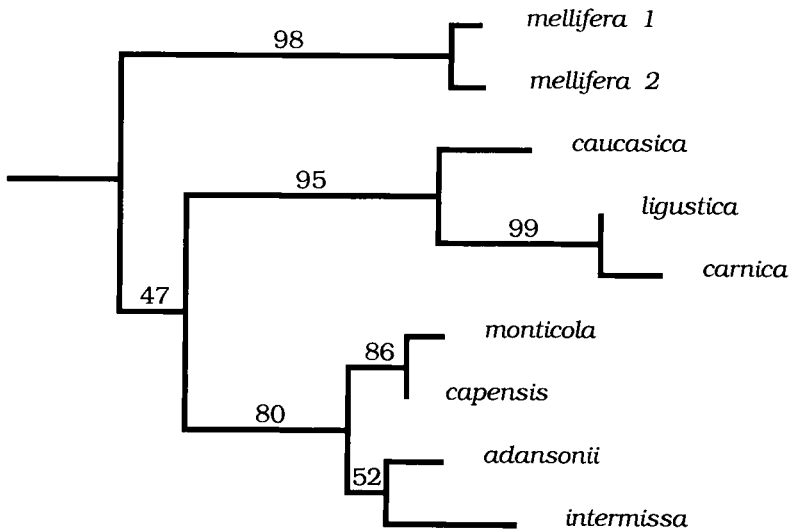 mellifera 1
98
mellifera 2
caucasica
95
ligustica
99
carnica
47
monticola
86
capensis
80
adansonii
52
intermissa